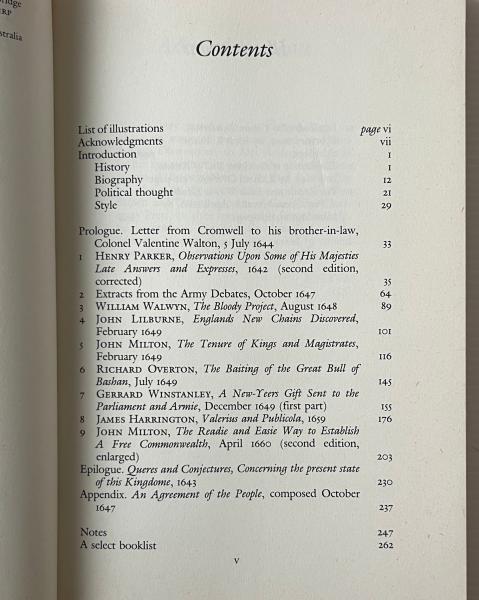 ridge
ERP
stralia
Contents
List of illustrations page vi
Acknowledgments vii
Introduction 1
History 1
Biography 12
Political thought 21
Style 29
Prologue. Letter from Cromwell to his brother-in-law,
Colonel Valentine Walton, 5 July 1644 33
1 HENRY PARKER, Observations Upon Some of His Majesties
Late Answers and Expresses, 1642 (second edition,
corrected) 35
2 Extracts from the Army Debates, October 1647 64
3 WILLIAM WALWYN, The Bloody Project, August 1648 89
4 JOHN LILBURNE, Englands New Chains Discovered,
February 1649 101
5 JOHN MILTON, The Tenure of Kings and Magistrates,
February 1649 116
6 RICHARD OVERTON, The Baiting of the Great Bull of
Bashan, July 1649 145
7 GERRARD WINSTANLEY, A New-Yeers Gift Sent to the
Parliament and Armie, December 1649 (first part) 155
8 JAMES HARRINGTON, Valerius and Publicola, 1659 176
9 JOHN MILTON, The Readie and Easie Way to Establish
A Free Commonwealth, April 1660 (second edition,
enlarged) 203
Epilogue. Queres and Conjectures, Concerning the present state
of this Kingdome, 1643 230
Appendix. An Agreement of the People, composed October
1647 237
Notes 247
A select booklist 262
v